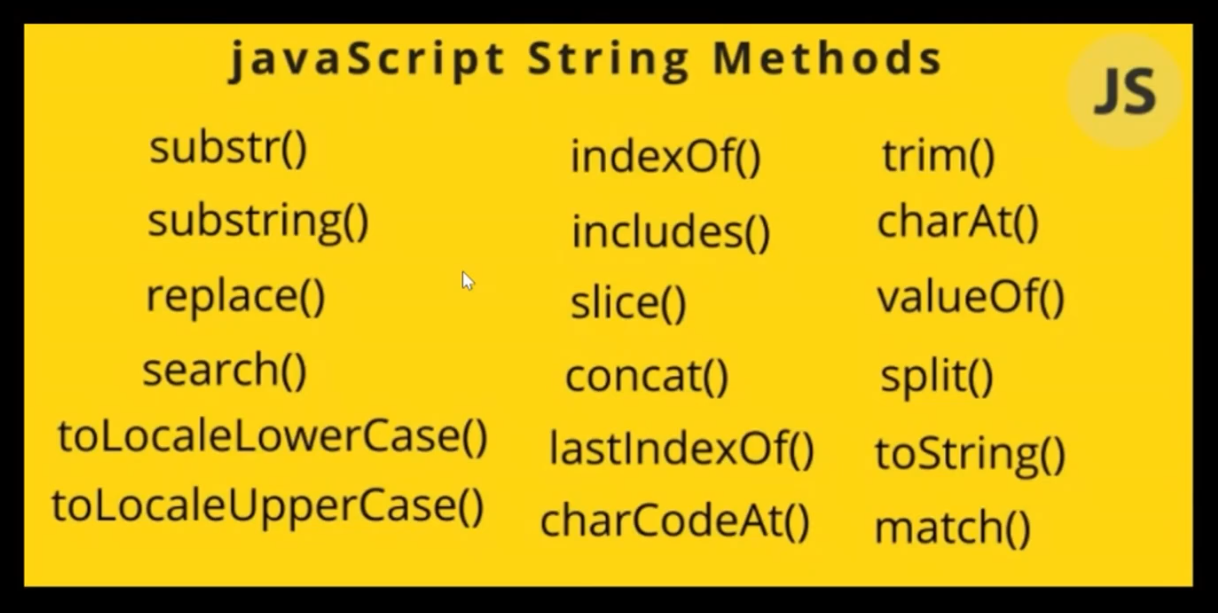 javaScript String Methods
JS
substr()
substring()
replace()
search()
toLocaleLowerCase()
toLocaleUpperCase()
indexOf()
includes()
slice()
concat()
lastIndexOf()
charCodeAt()
trim()
charAt()
valueOf()
split()
toString()
match()